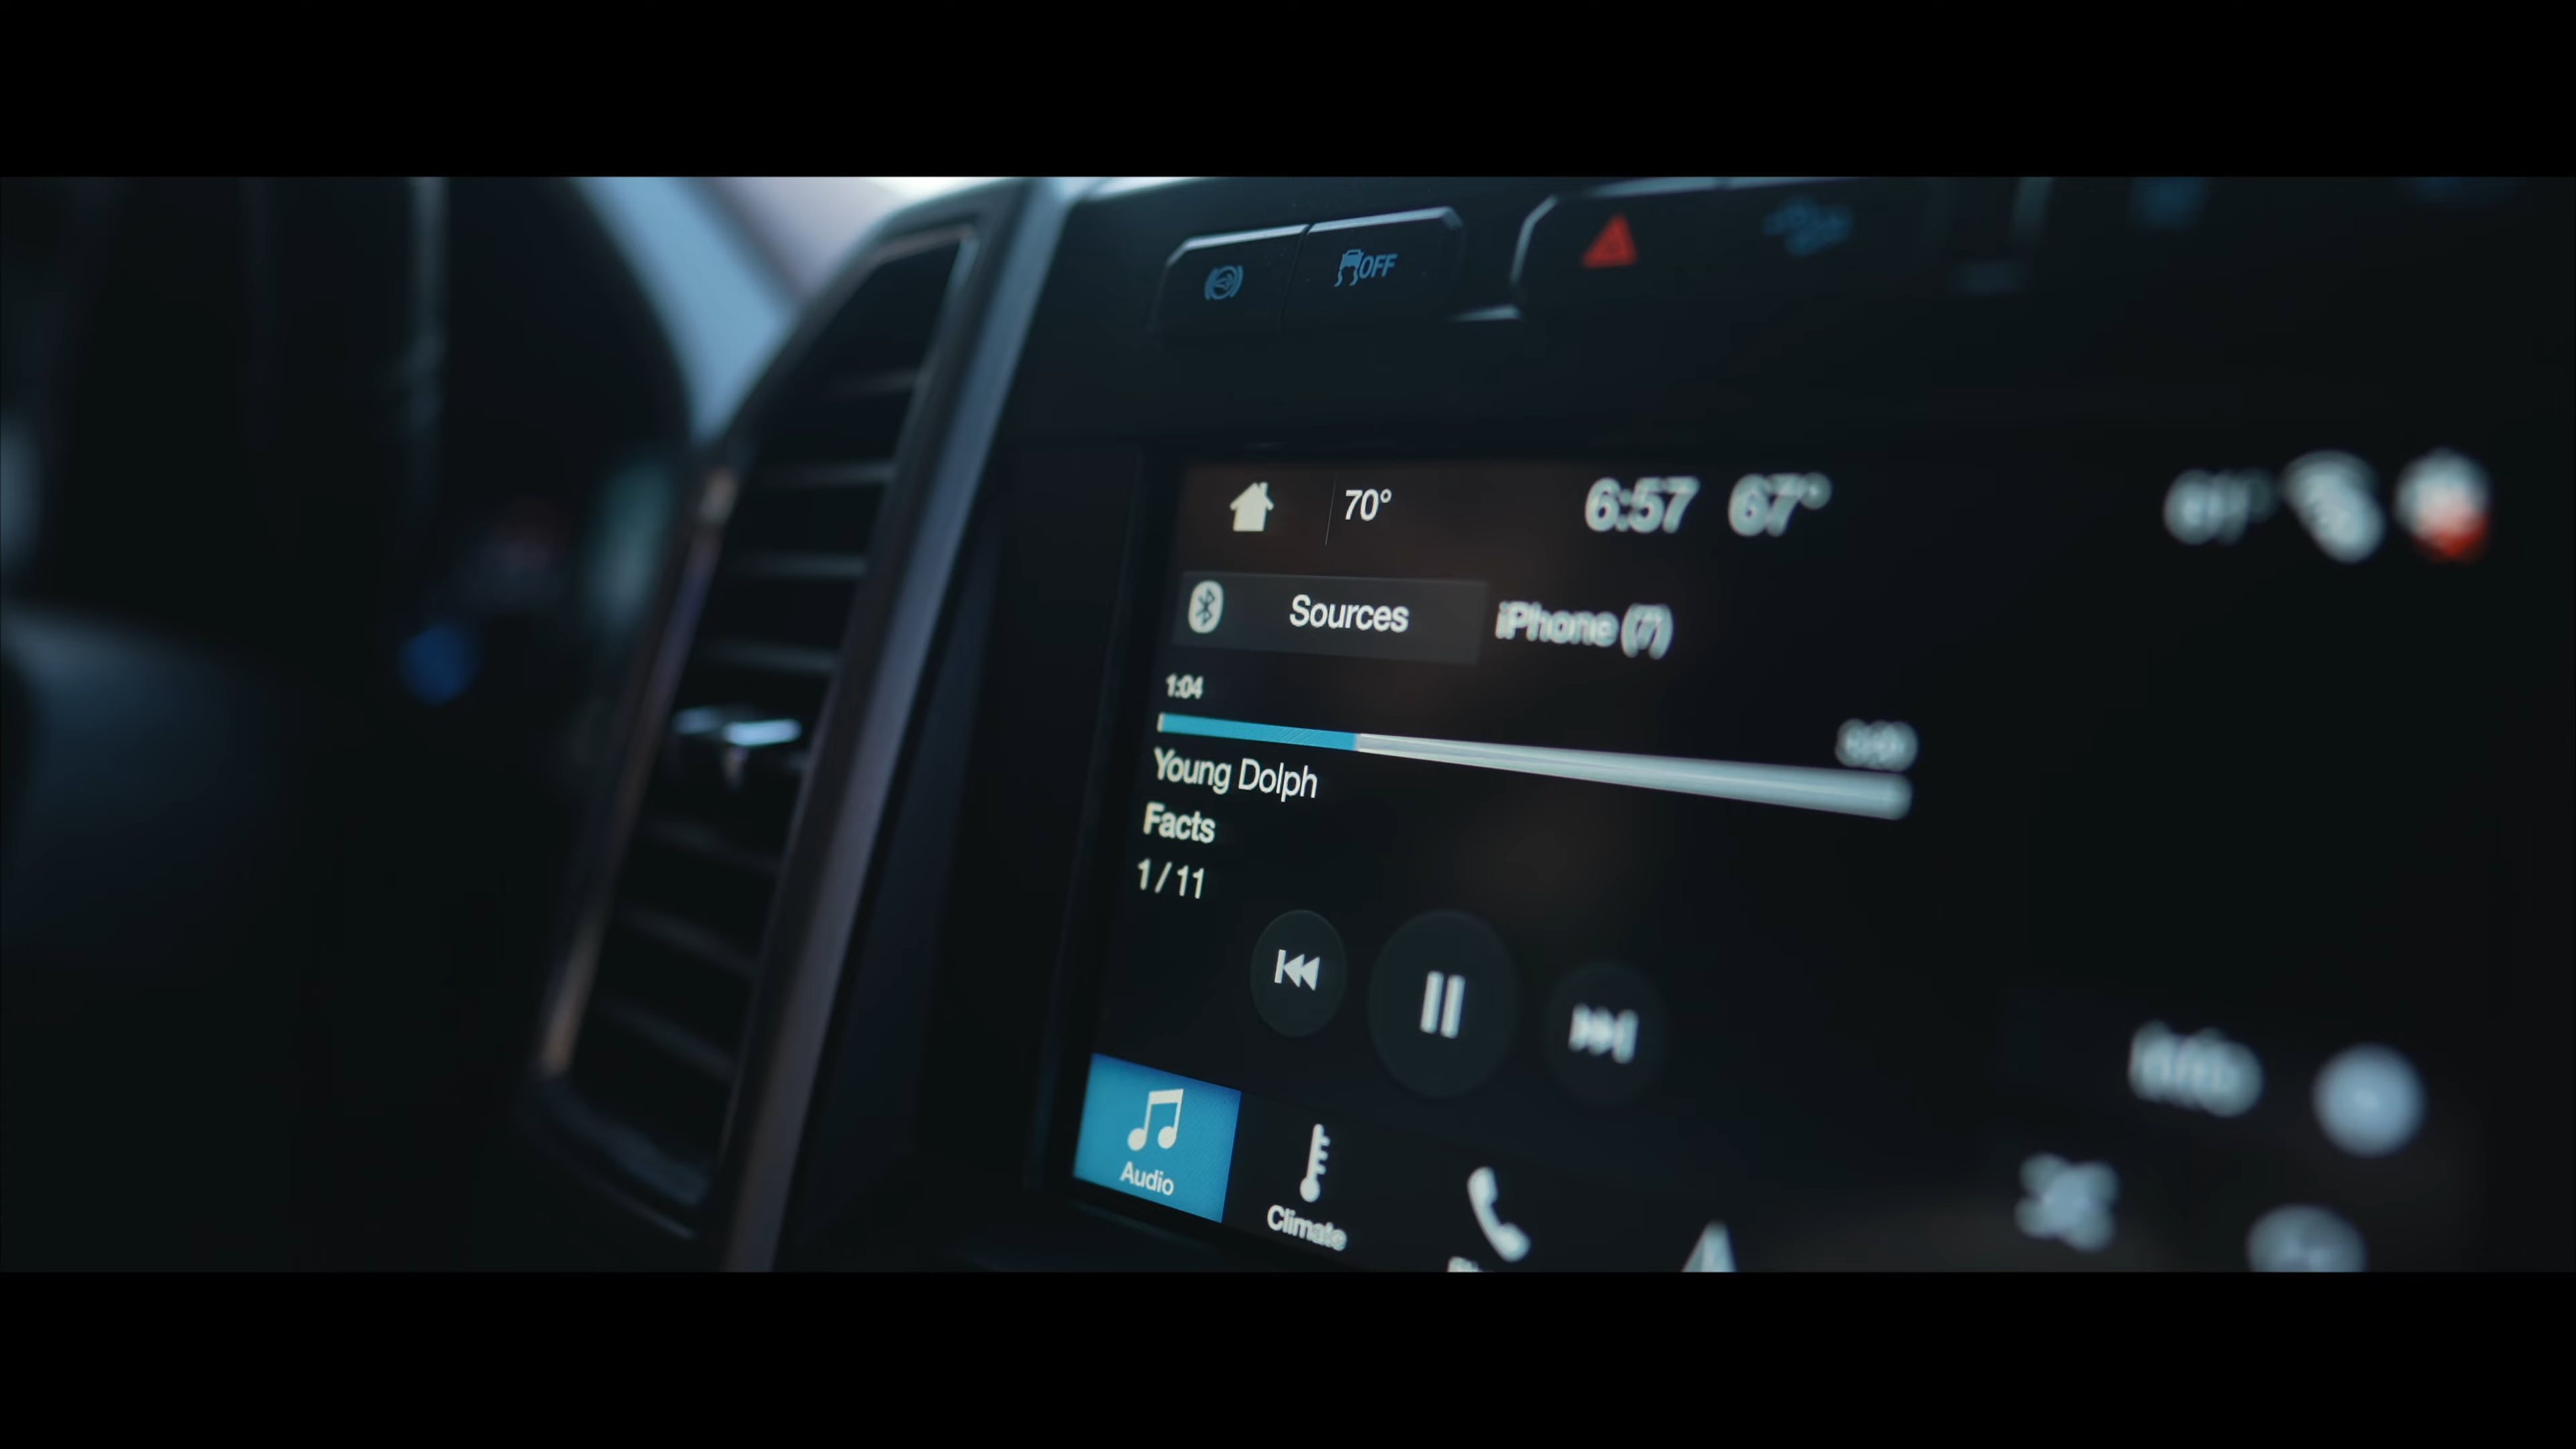 OFF
70° 6:57 67°
Sources iPhone (7)
1:04
Young Dolph
Facts
1 / 11
Audio
Climate